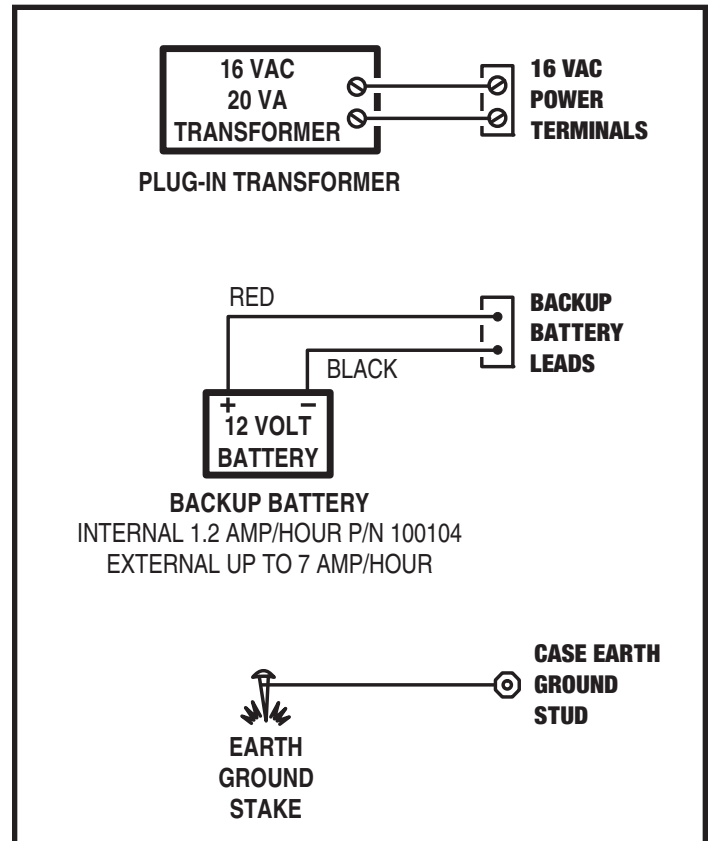 16 VAC
20 VA
TRANSFORMER
16 VAC
POWER
TERMINALS
PLUG-IN TRANSFORMER
RED
BLACK
BACKUP
BATTERY
LEADS
+ −
12 VOLT
BATTERY
BACKUP BATTERY
INTERNAL 1.2 AMP/HOUR P/N 100104
EXTERNAL UP TO 7 AMP/HOUR
CASE EARTH
GROUND
STUD
EARTH
GROUND
STAKE